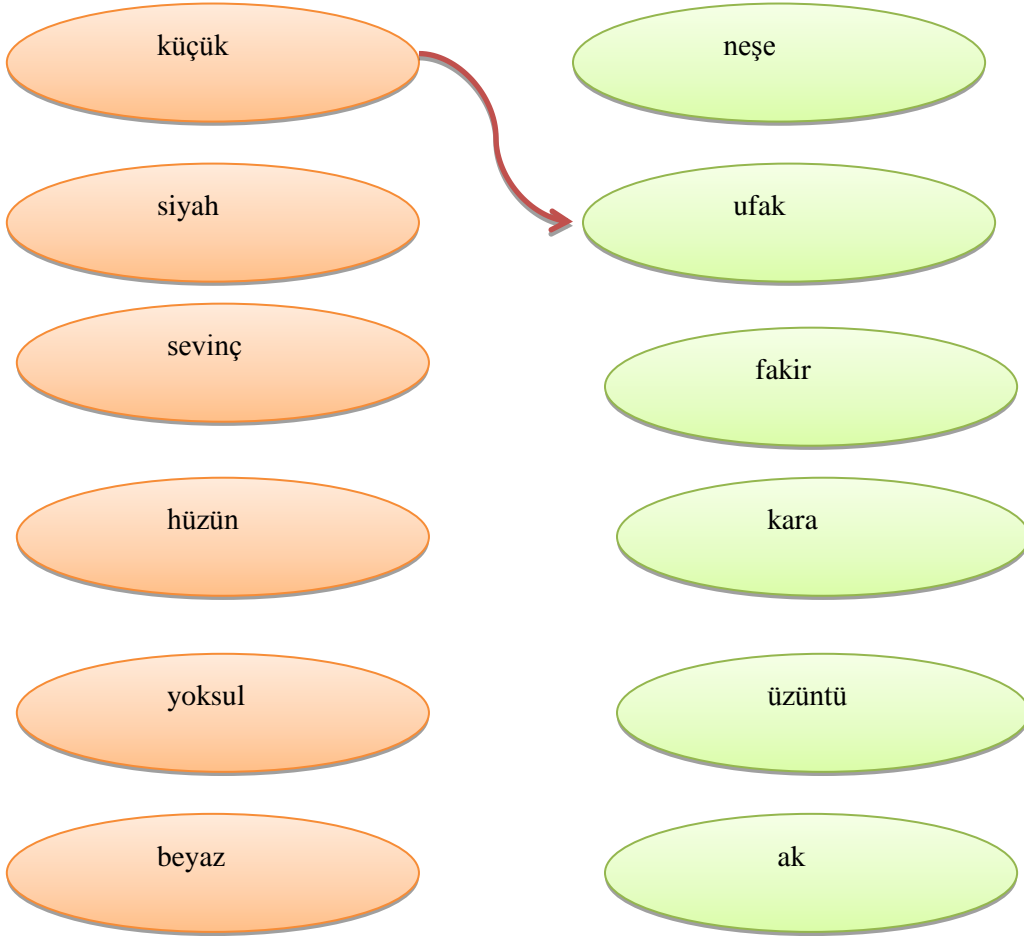 küçük
neşe
siyah
ufak
sevinç
fakir
hüzün
kara
yoksul
üzüntü
beyaz
ak